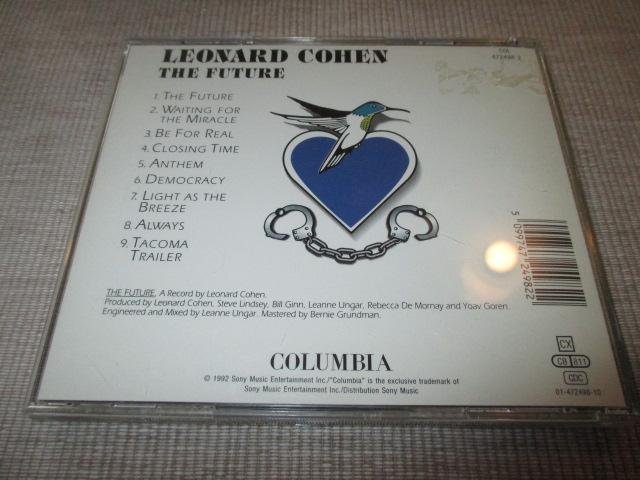 LEONARD COHEN
THE FUTURE
COL
472498 2
1. THE FUTURE
2. WAITING FOR
THE MIRACLE
3. BE FOR REAL
4. CLOSING TIME
5. ANTHEM
6. DEMOCRACY
7. LIGHT AS THE
BREEZE
8. ALWAYS
9. TACOMA
TRAILER
5 099747 249822
THE FUTURE. A Record by Leonard Cohen.
Produced by Leonard Cohen, Steve Lindsey, Bill Ginn, Leanne Ungar, Rebecca De Mornay and Yoav Goren.
Engineered and Mixed by Leanne Ungar. Mastered by Bernie Grundman.
COLUMBIA
© 1992 Sony Music Entertainment Inc./"Columbia" is the exclusive trademark of
Sony Music Entertainment Inc./Distribution Sony Music
CX
CB 811
CDC
01-472498-10